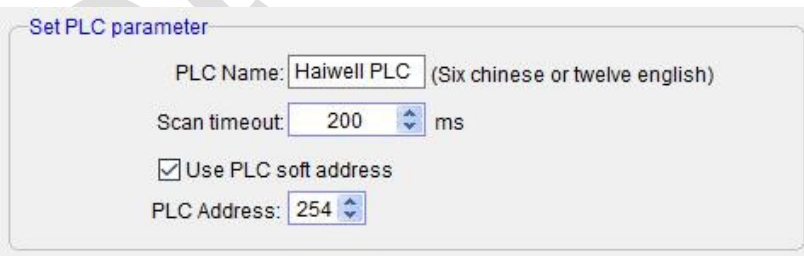 Set PLC parameter
PLC Name: Haiwell PLC (Six chinese or twelve english)
Scan timeout: 200 ms
Use PLC soft address
PLC Address: 254